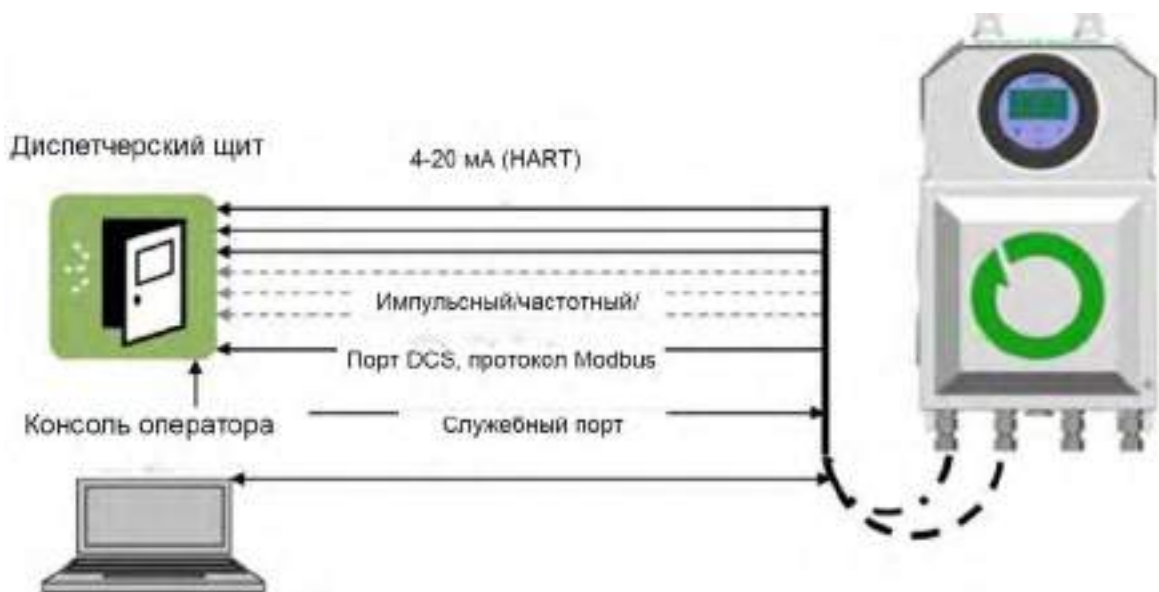 Диспетчерский щит
4-20 мА (HART)
Импульсный/частотный/
Порт DCS, протокол Modbus
Консоль оператора
Служебный порт